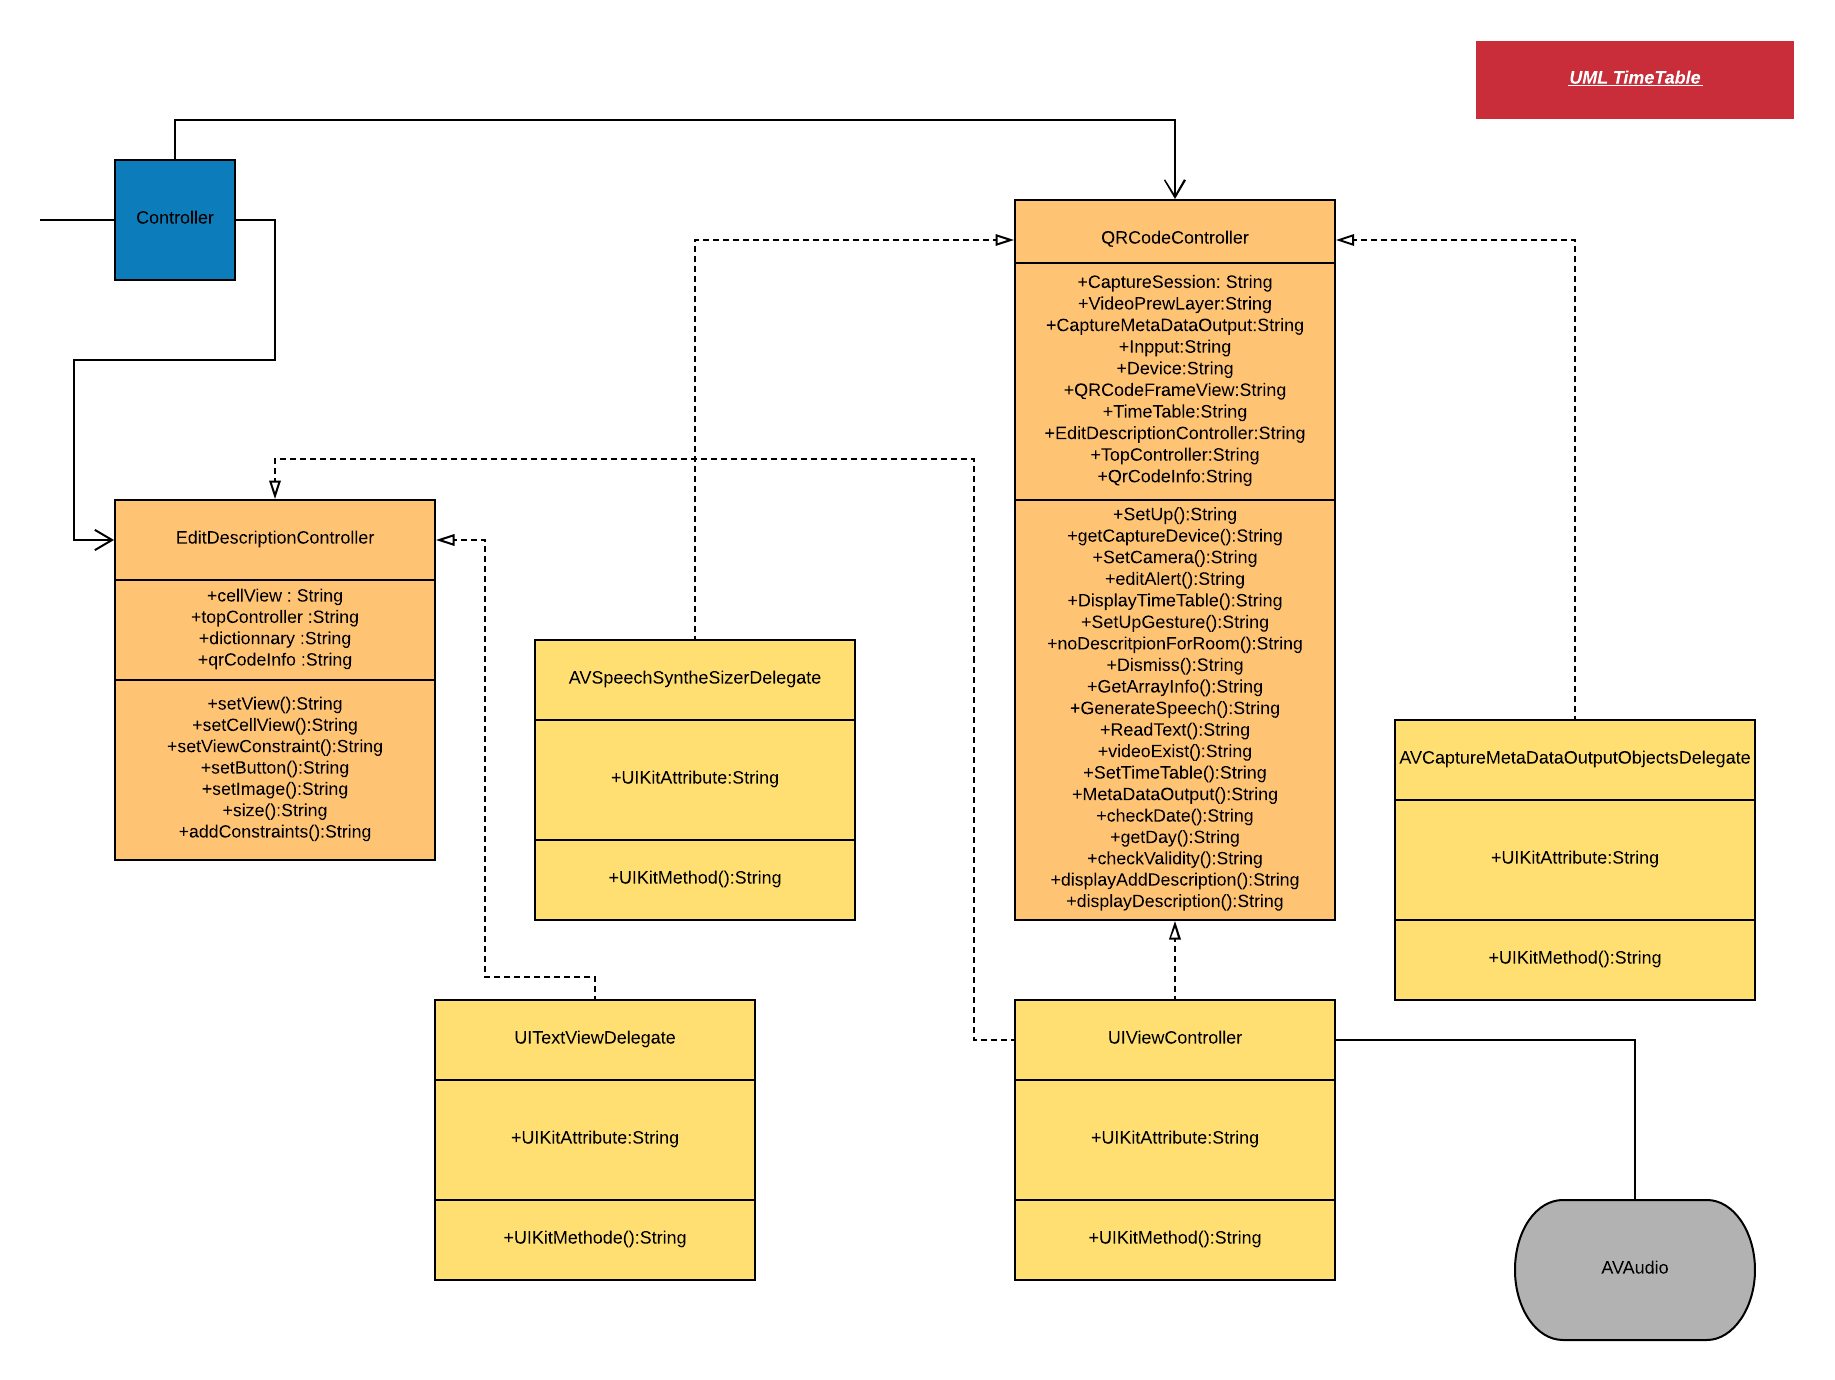 UML TimeTable
Controller
QRCodeController
+CaptureSession: String
+VideoPrewLayer:String
+CaptureMetaDataOutput:String
+Inpput:String
+Device:String
+QRCodeFrameView:String
+TimeTable:String
+EditDescriptionController:String
+TopController:String
+QrCodeInfo:String
+SetUp():String
+getCaptureDevice():String
+SetCamera():String
+editAlert():String
+DisplayTimeTable():String
+SetUpGesture():String
+noDescritpionForRoom():String
+Dismiss():String
+GetArrayInfo():String
+GenerateSpeech():String
+ReadText():String
+videoExist():String
+SetTimeTable():String
+MetaDataOutput():String
+checkDate():String
+getDay():String
+checkValidity():String
+displayAddDescription():String
+displayDescription():String
EditDescriptionController
+cellView : String
+topController :String
+dictionnary :String
+qrCodeInfo :String
+setView():String
+setCellView():String
+setViewConstraint():String
+setButton():String
+setImage():String
+size():String
+addConstraints():String
AVSpeechSyntheSizerDelegate
+UIKitAttribute:String
+UIKitMethod():String
AVCaptureMetaDataOutputObjectsDelegate
+UIKitAttribute:String
+UIKitMethod():String
UITextViewDelegate
+UIKitAttribute:String
+UIKitMethode():String
UIViewController
+UIKitAttribute:String
+UIKitMethod():String
AVAudio